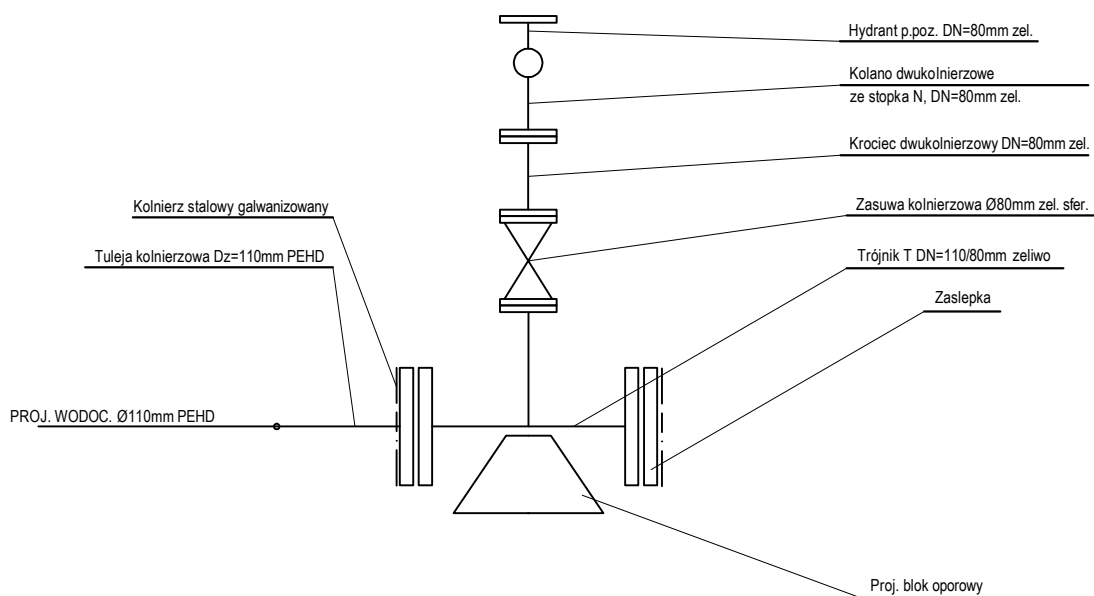 Hydrant p.poz. DN=80mm zel.
Kolano dwukolnierzowe
ze stopka N, DN=80mm zel.
Krociec dwukolnierzowy DN=80mm zel.
Kolnierz stalowy galwanizowany
Zasuwa kolnierzowa Ø80mm zel. sfer.
Tuleja kolnierzowa Dz=110mm PEHD
Trójnik T DN=110/80mm zeliwo
Zaslepka
PROJ. WODOC. Ø110mm PEHD
Proj. blok oporowy